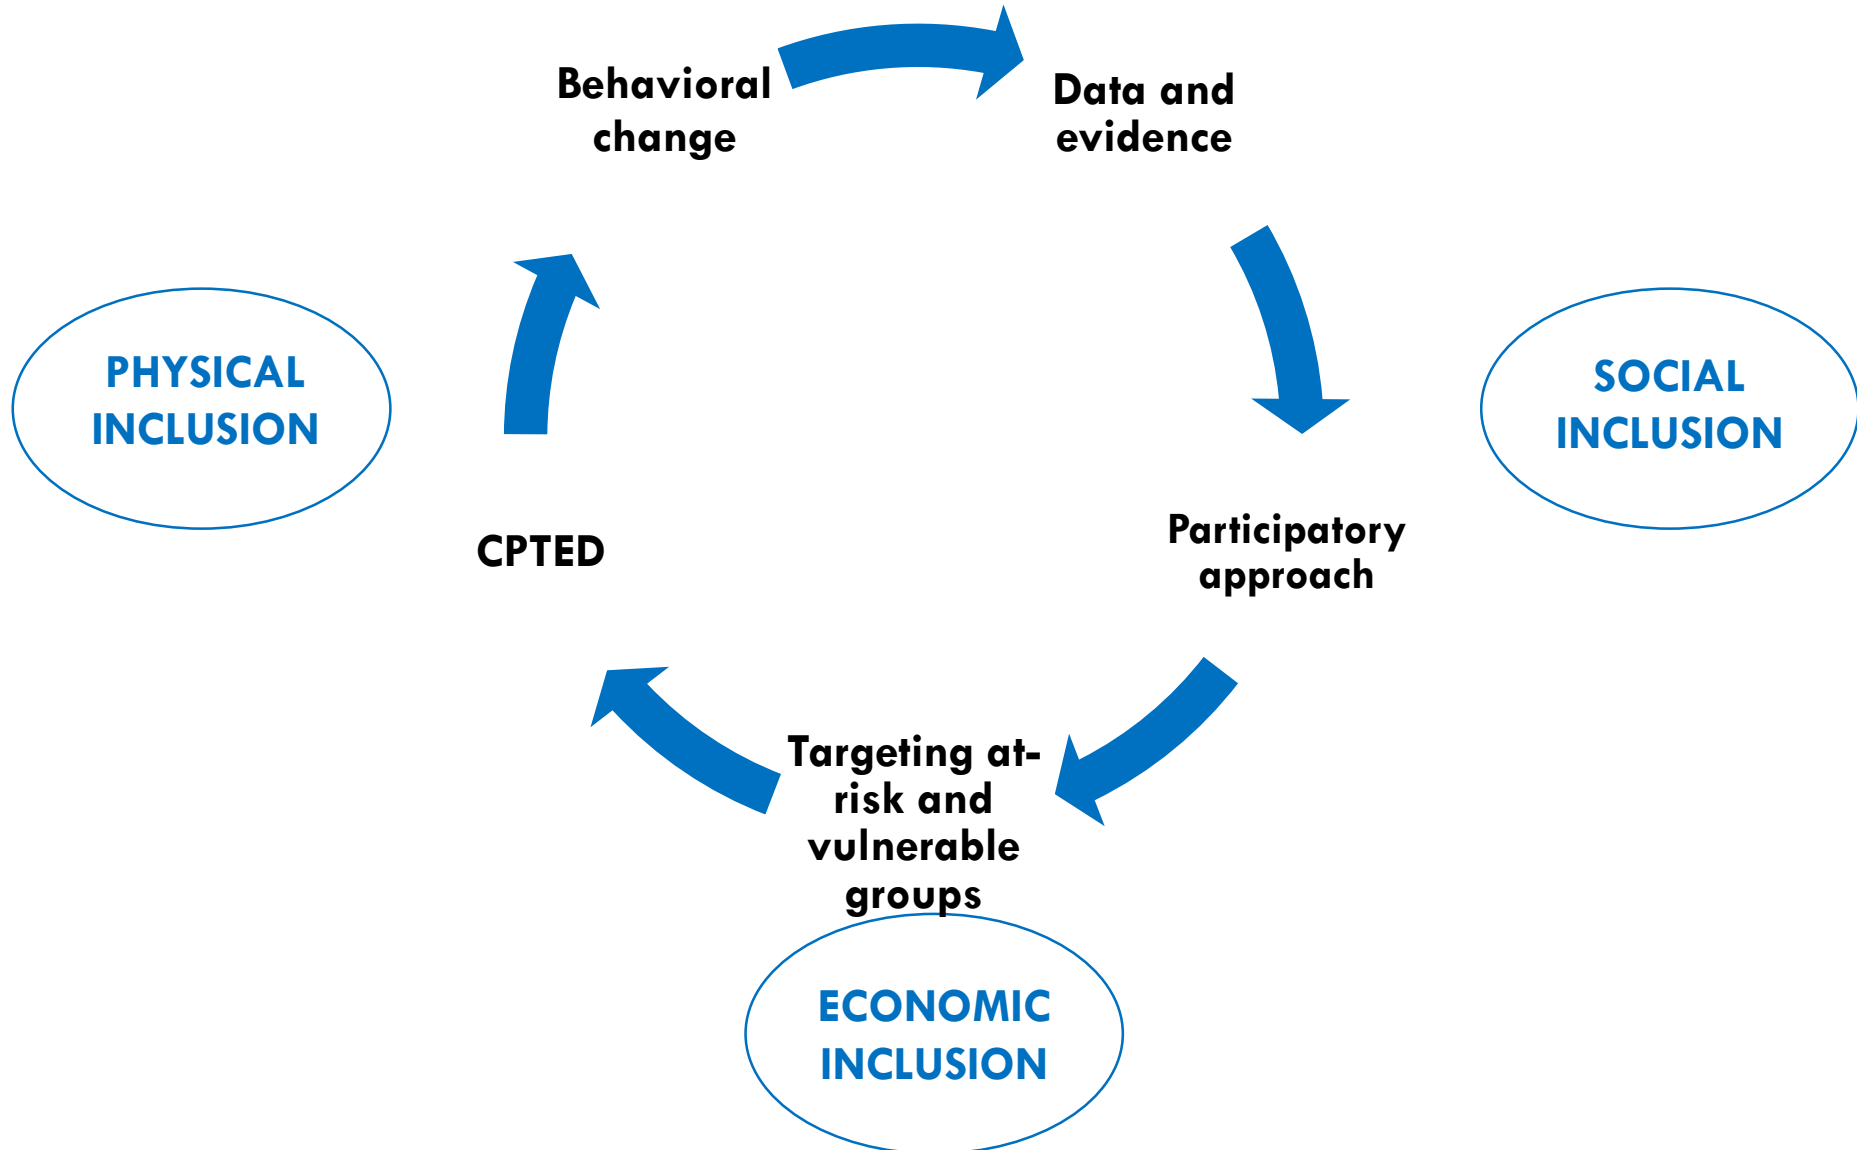 Behavioral
change
Data and
evidence
PHYSICAL
INCLUSION
SOCIAL
INCLUSION
CPTED
Participatory
approach
Targeting at-
risk and
vulnerable
groups
ECONOMIC
INCLUSION